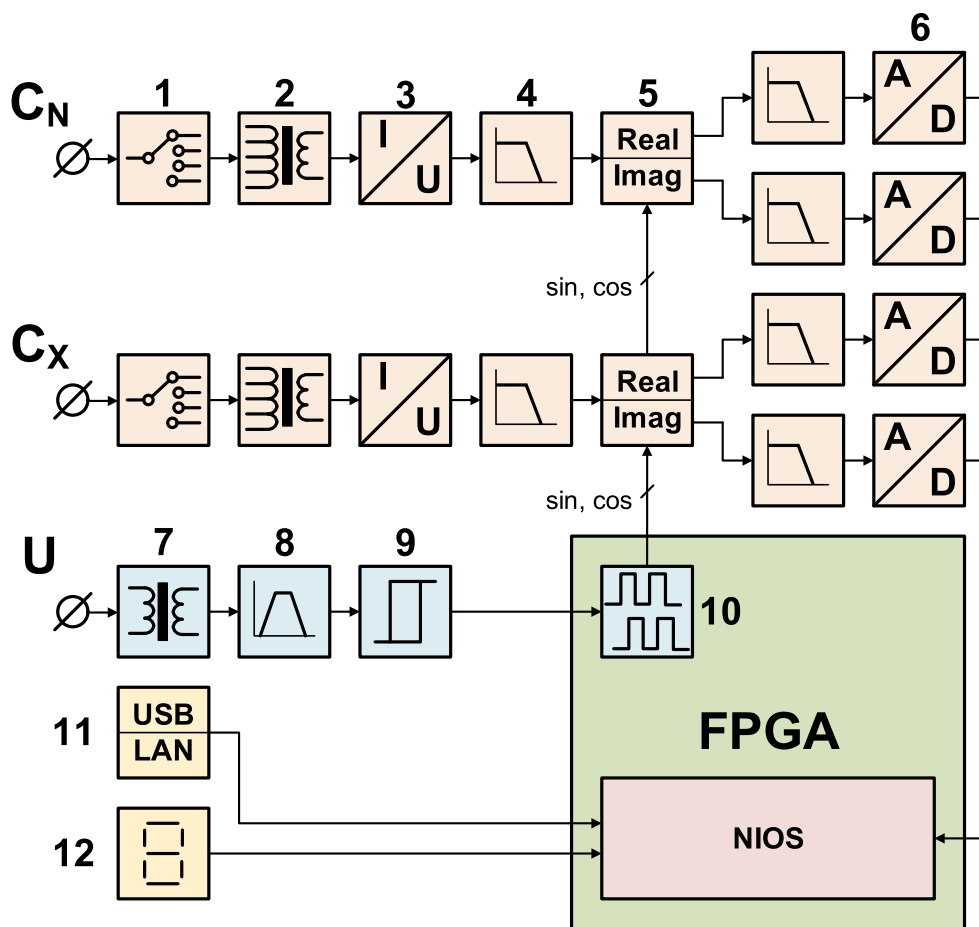 6
1 2 3 4 5
C_N
I
U
Real
Imag
A
D
A
D
sin, cos
C_X
I
U
Real
Imag
A
D
A
D
sin, cos
U
7 8 9
10
FPGA
11
USB
LAN
NIOS
12
8